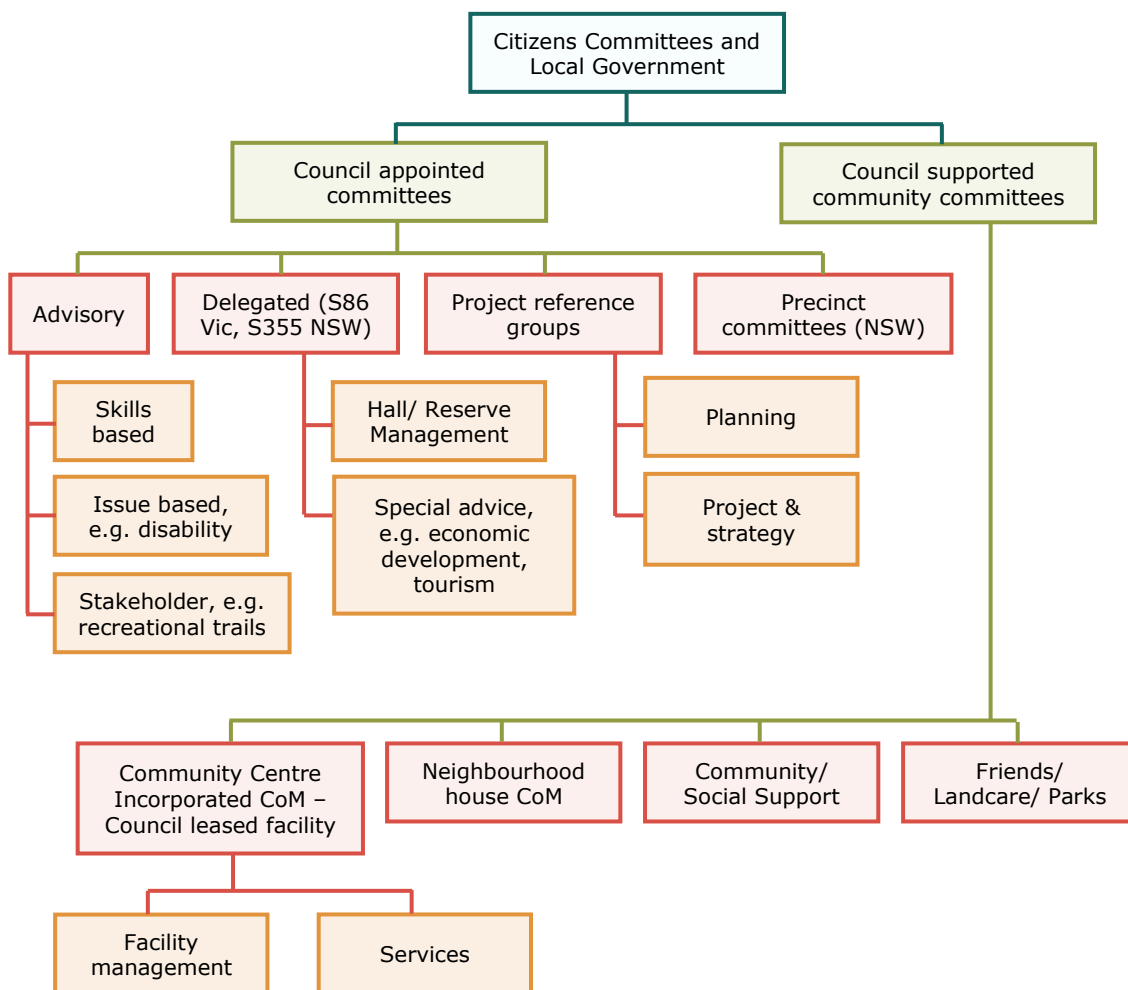 Citizens Committees and
Local Government
Council appointed
committees
Council supported
community committees
Advisory
Delegated (S86
Vic, S355 NSW)
Project reference
groups
Precinct
committees (NSW)
Skills
based
Issue based,
e.g. disability
Stakeholder, e.g.
recreational trails
Hall/ Reserve
Management
Special advice,
e.g. economic
development,
tourism
Planning
Project &
strategy
Community Centre
Incorporated CoM –
Council leased facility
Neighbourhood
house CoM
Community/
Social Support
Friends/
Landcare/ Parks
Facility
management
Services